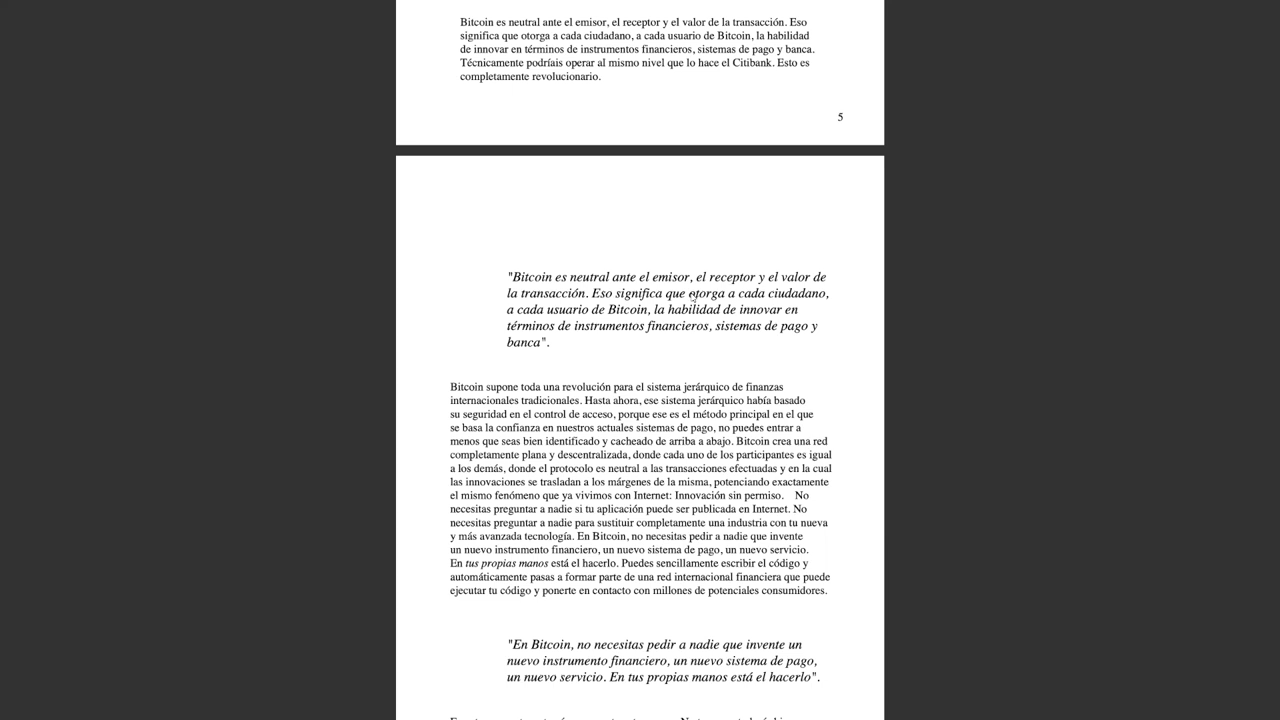 Bitcoin es neutral ante el emisor, el receptor y el valor de la transacción. Eso
significa que otorga a cada ciudadano, a cada usuario de Bitcoin, la habilidad
de innovar en términos de instrumentos financieros, sistemas de pago y banca.
Técnicamente podríais operar al mismo nivel que lo hace el Citibank. Esto es
completamente revolucionario.
5
"Bitcoin es neutral ante el emisor, el receptor y el valor de
la transacción. Eso significa que otorga a cada ciudadano,
a cada usuario de Bitcoin, la habilidad de innovar en
términos de instrumentos financieros, sistemas de pago y
banca".
Bitcoin supone toda una revolución para el sistema jerárquico de finanzas
internacionales tradicionales. Hasta ahora, ese sistema jerárquico había basado
su seguridad en el control de acceso, porque ese es el método principal en el que
se basa la confianza en nuestros actuales sistemas de pago, no puedes entrar a
menos que seas bien identificado y cacheado de arriba a abajo. Bitcoin crea una red
completamente plana y descentralizada, donde cada uno de los participantes es igual
a los demás, donde el protocolo es neutral a las transacciones efectuadas y en la cual
las innovaciones se trasladan a los márgenes de la misma, potenciando exactamente
el mismo fenómeno que ya vivimos con Internet: Innovación sin permiso. No
necesitas preguntar a nadie si tu aplicación puede ser publicada en Internet. No
necesitas preguntar a nadie para sustituir completamente una industria con tu nueva
y más avanzada tecnología. En Bitcoin, no necesitas pedir a nadie que invente
un nuevo instrumento financiero, un nuevo sistema de pago, un nuevo servicio.
En tus propias manos está el hacerlo. Puedes sencillamente escribir el código y
automáticamente pasas a formar parte de una red internacional financiera que puede
ejecutar tu código y ponerte en contacto con millones de potenciales consumidores.
"En Bitcoin, no necesitas pedir a nadie que invente un
nuevo instrumento financiero, un nuevo sistema de pago,
un nuevo servicio. En tus propias manos está el hacerlo".